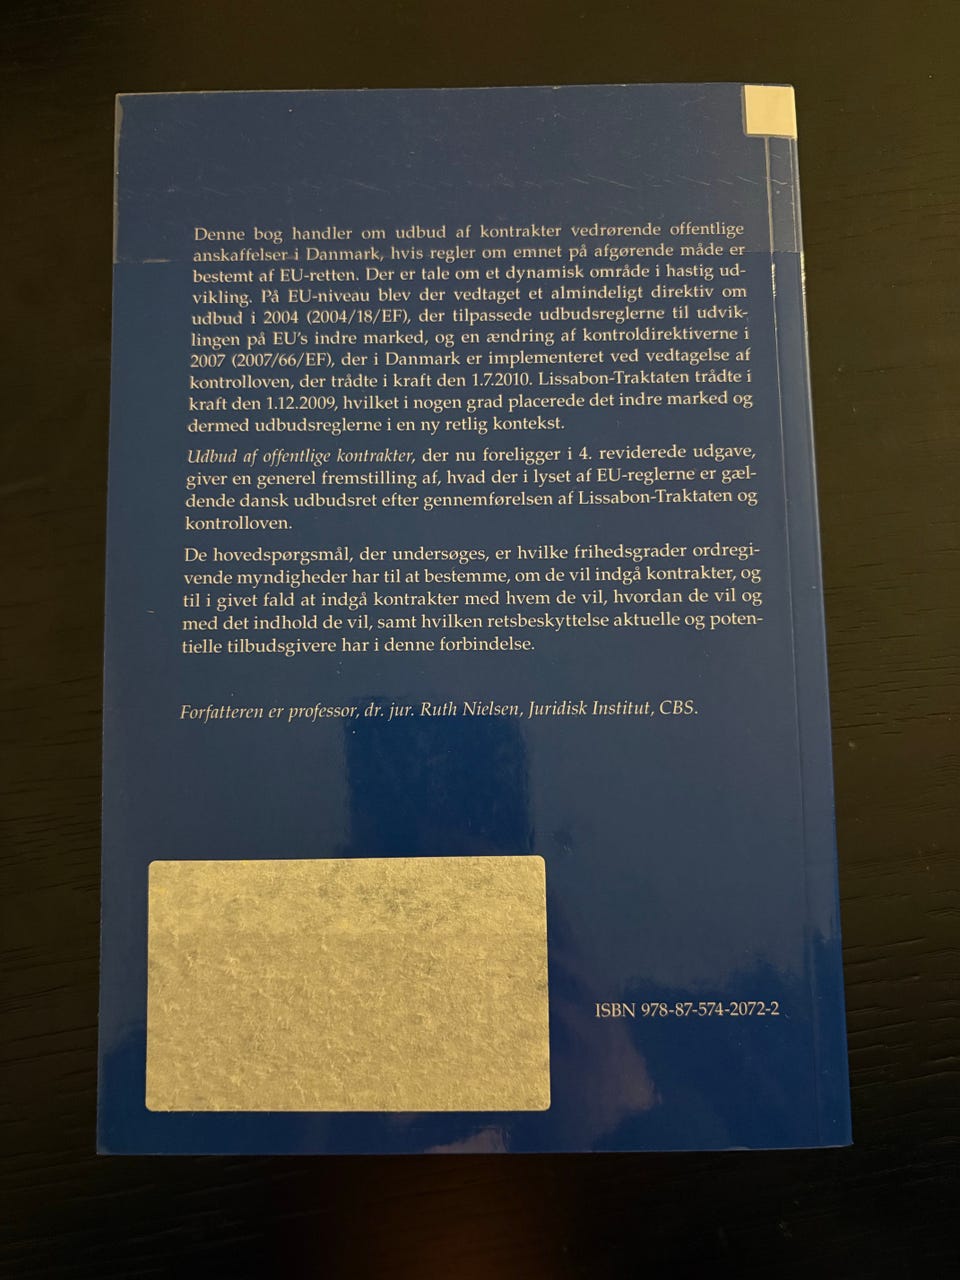 Denne bog handler om udbud af kontrakter vedrørende offentlige
anskaffelser i Danmark, hvis regler om emnet på afgørende måde er
bestemt af EU-retten. Der er tale om et dynamisk område i hastig ud-
vikling. På EU-niveau blev der vedtaget et almindeligt direktiv om
udbud i 2004 (2004/18/EF), der tilpassede udbudsreglerne til udvik-
lingen på EU's indre marked, og en ændring af kontroldirektiverne i
2007 (2007/66/EF), der i Danmark er implementeret ved vedtagelse af
kontrolloven, der trådte i kraft den 1.7.2010. Lissabon-Traktaten trådte i
kraft den 1.12.2009, hvilket i nogen grad placerede det indre marked og
dermed udbudsreglerne i en ny retlig kontekst.
Udbud af offentlige kontrakter, der nu foreligger i 4. reviderede udgave,
giver en generel fremstilling af, hvad der i lyset af EU-reglerne er gæl-
dende dansk udbudsret efter gennemførelsen af Lissabon-Traktaten og
kontrolloven.
De hovedspørgsmål, der undersøges, er hvilke frihedsgrader ordregi-
vende myndigheder har til at bestemme, om de vil indgå kontrakter, og
til i givet fald at indgå kontrakter med hvem de vil, hvordan de vil og
med det indhold de vil, samt hvilken retsbeskyttelse aktuelle og poten-
tielle tilbudsgivere har i denne forbindelse.
Forfatteren er professor, dr. jur. Ruth Nielsen, Juridisk Institut, CBS.
ISBN 978-87-574-2072-2